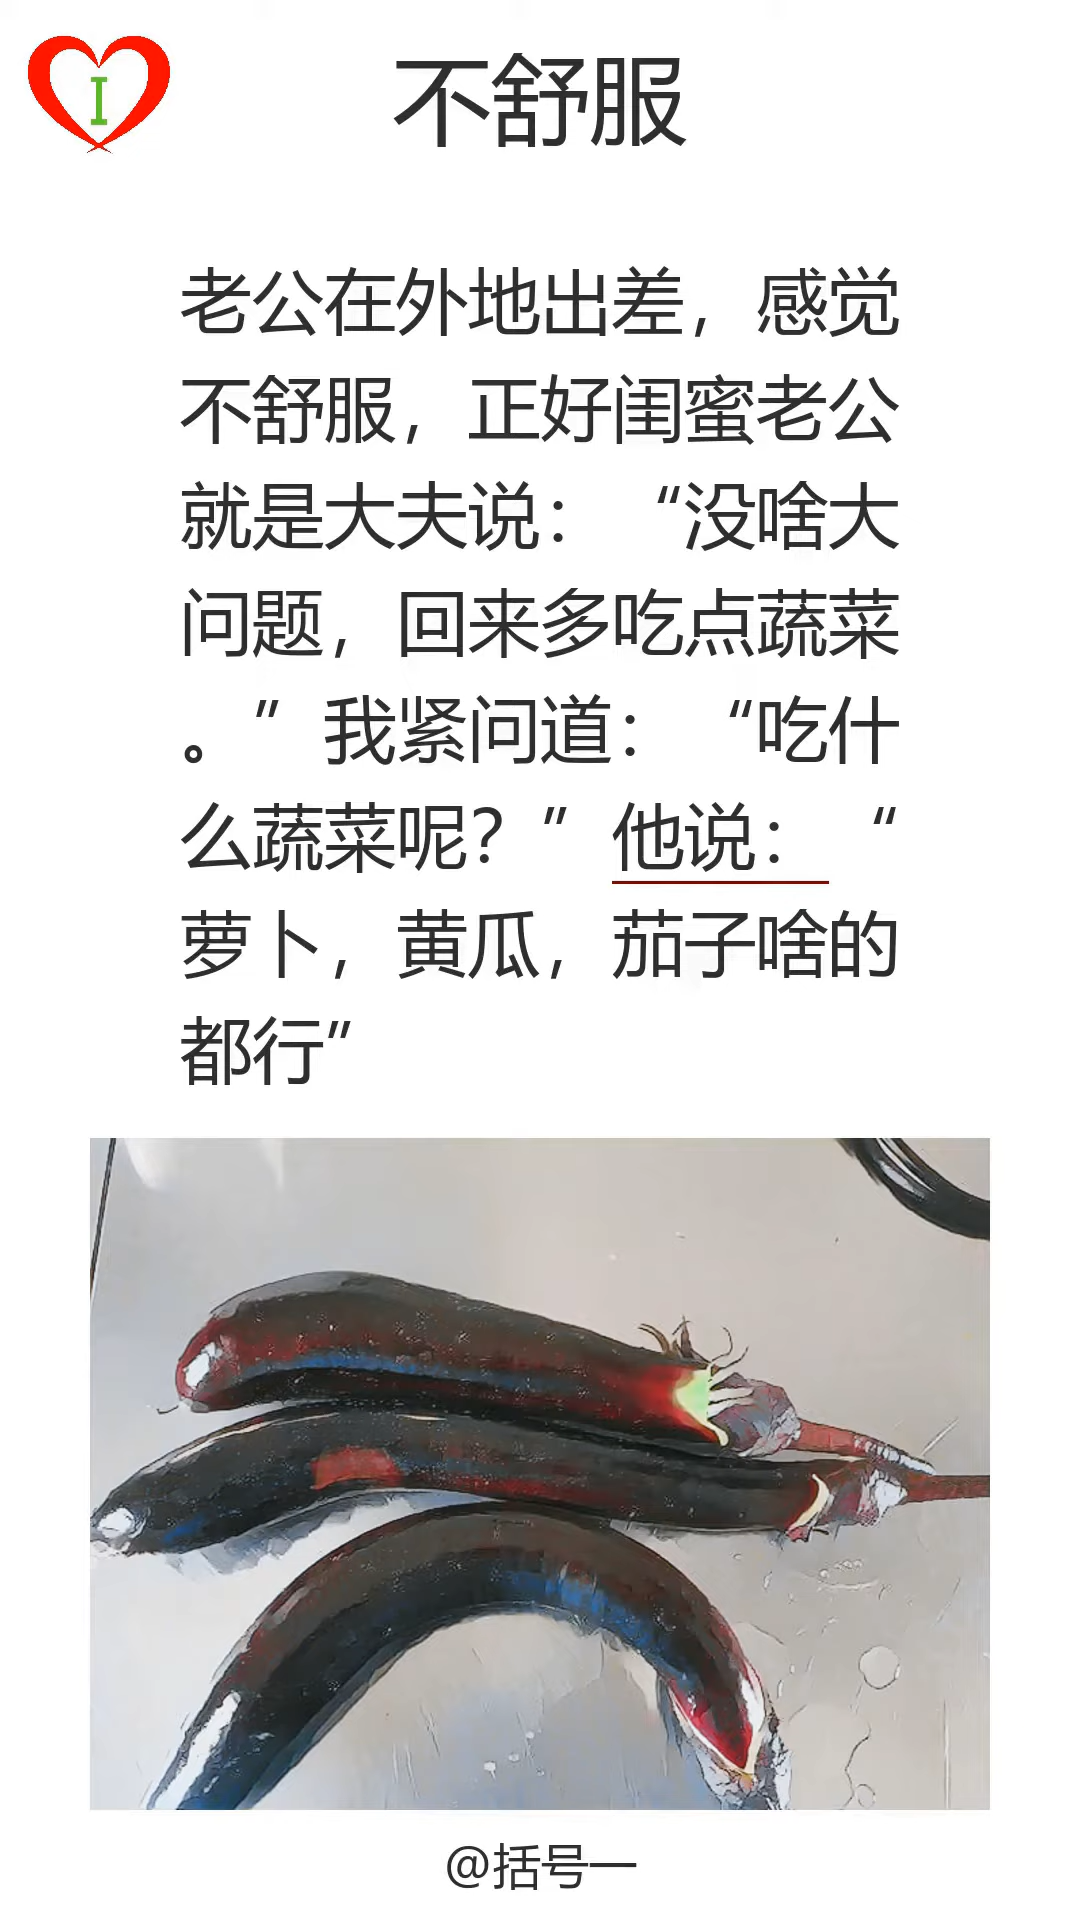 I
不舒服
老公在外地出差，感觉
不舒服，正好闺蜜老公
就是大夫说：“没啥大
问题，回来多吃点蔬菜
。”我紧问道：“吃什
么蔬菜呢？”他说：“
萝卜，黄瓜，茄子啥的
都行”
@括号一